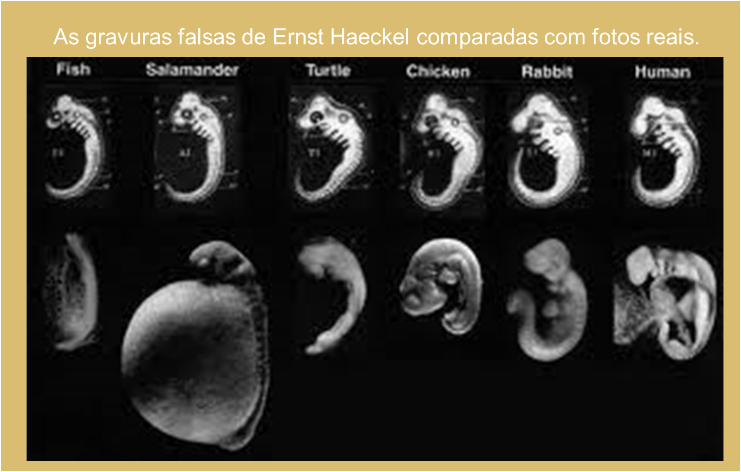 As gravuras falsas de Ernst Haeckel comparadas com fotos reais.
Fish Salamander Turtle Chicken Rabbit Human